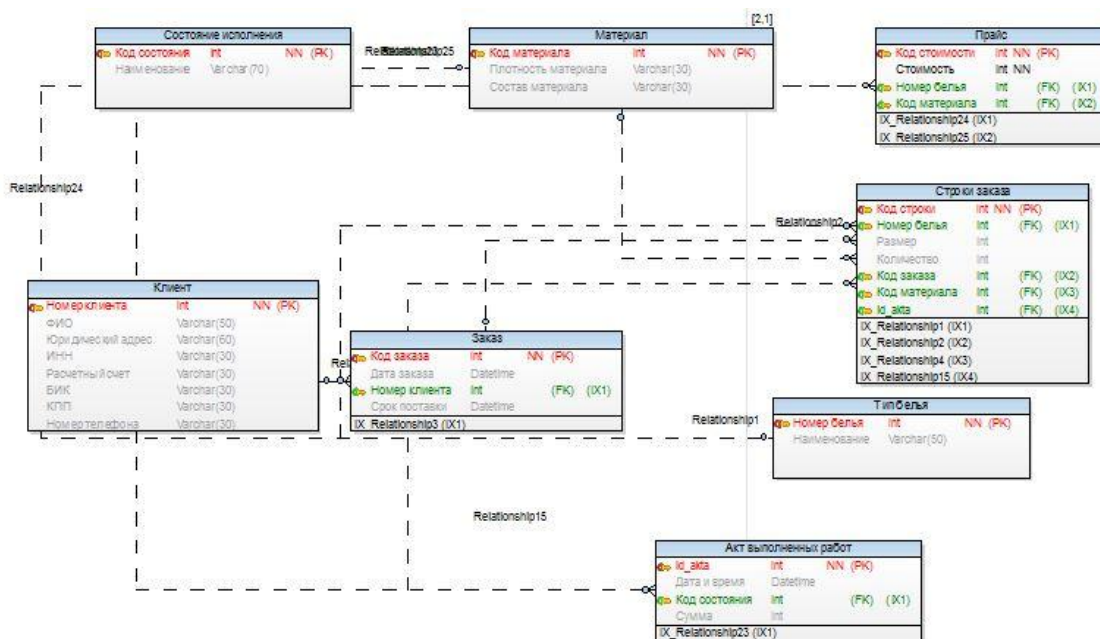 [2,1]
Состояние исполнения
Код состояния Int NN (PK)
Наименование Varchar(70)
Relationship25
Материал
Код материала Int NN (PK)
Плотность материала Varchar(30)
Состав материала Varchar(30)
Прайс
Код стоимости Int NN (PK)
Стоимость Int NN
Номер белья Int (FK) (IX1)
Код материала Int (FK) (IX2)
IX_Relationship24 (IX1)
IX_Relationship25 (IX2)
Relationship24
Relationship2
Строки заказа
Код строки Int NN (PK)
Номер белья Int (FK) (IX1)
Размер Int
Количество Int
Код заказа Int (FK) (IX2)
Код материала Int (FK) (IX3)
Id_akta Int (FK) (IX4)
IX_Relationship1 (IX1)
IX_Relationship2 (IX2)
IX_Relationship4 (IX3)
IX_Relationship15 (IX4)
Клиент
Номер клиента Int NN (PK)
ФИО Varchar(50)
Юридический адрес Varchar(60)
ИНН Varchar(30)
Расчетный счет Varchar(30)
БИК Varchar(30)
КПП Varchar(30)
Номер телефона Varchar(30)
Заказ
Код заказа Int NN (PK)
Дата заказа Datetime
Номер клиента Int (FK) (IX1)
Срок поставки Datetime
IX_Relationship3 (IX1)
Relationship1
Тип белья
Номер белья Int NN (PK)
Наименование Varchar(50)
Relationship15
Акт выполненных работ
Id_akta Int NN (PK)
Дата и время Datetime
Код состояния Int (FK) (IX1)
Сумма Int
IX_Relationship23 (IX1)